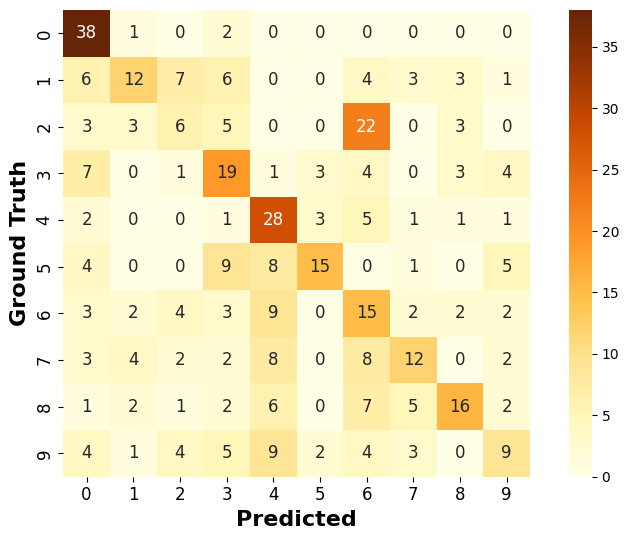 0 38 1 0 2 0 0 0 0 0 0
1 6 12 7 6 0 0 4 3 3 1
2 3 3 6 5 0 0 22 0 3 0
3 7 0 1 19 1 3 4 0 3 4
4 2 0 0 1 28 3 5 1 1 1
5 4 0 0 9 8 15 0 1 0 5
6 3 2 4 3 9 0 15 2 2 2
7 3 4 2 2 8 0 8 12 0 2
8 1 2 1 2 6 0 7 5 16 2
9 4 1 4 5 9 2 4 3 0 9
0 1 2 3 4 5 6 7 8 9
Predicted
Ground Truth
35
30
25
20
15
10
5
0